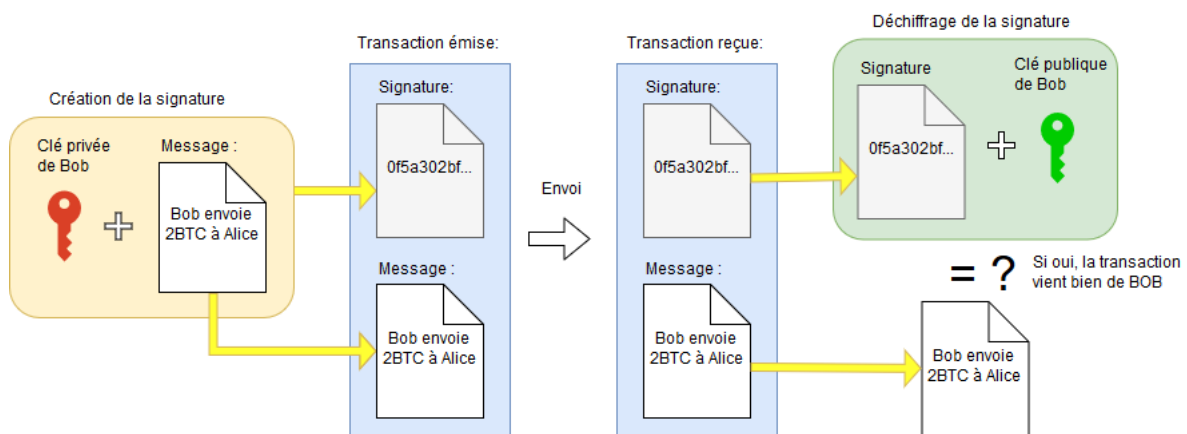 Création de la signature
Clé privée
de Bob
Message :
Bob envoie
2BTC à Alice
Transaction émise:
Signature:
0f5a302bf...
Message :
Bob envoie
2BTC à Alice
Envoi
Transaction reçue:
Signature:
0f5a302bf...
Message :
Bob envoie
2BTC à Alice
Déchiffrage de la signature
Signature
0f5a302bf...
Clé publique
de Bob
= ?
Si oui, la transaction
vient bien de BOB
Bob envoie
2BTC à Alice